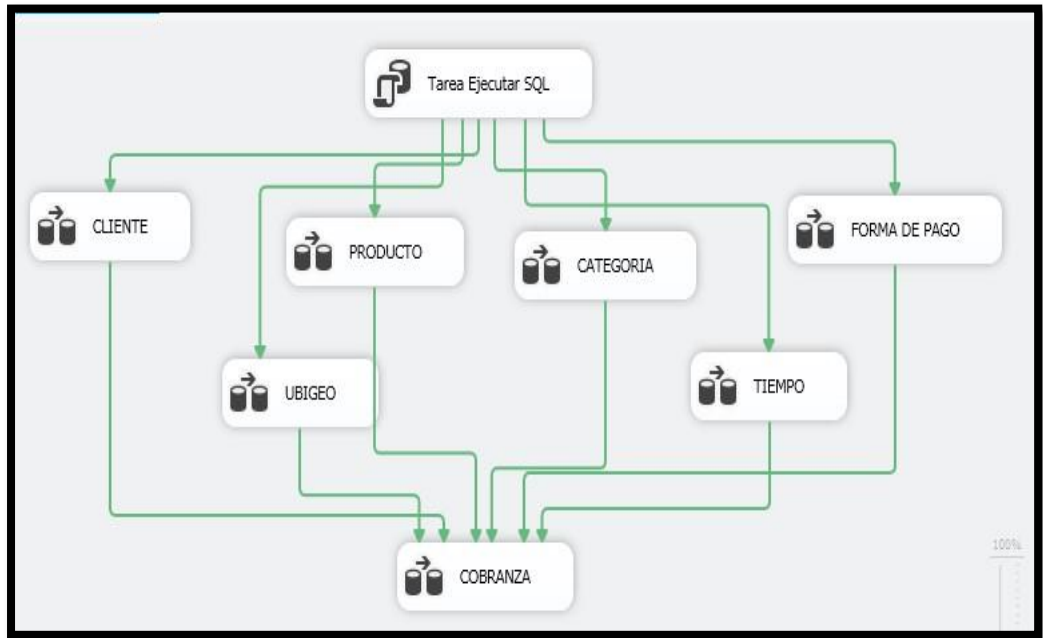 Tarea Ejecutar SQL
CLIENTE
PRODUCTO
CATEGORIA
FORMA DE PAGO
UBIGEO
TIEMPO
COBRANZA
100%